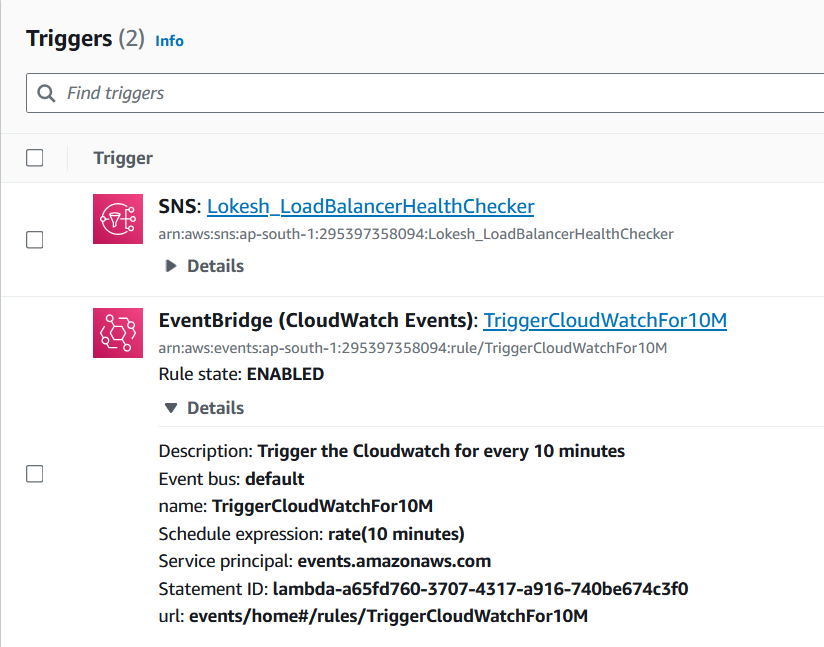 Triggers (2) Info
Find triggers
Trigger
SNS: Lokesh_LoadBalancerHealthChecker
arn:aws:sns:ap-south-1:295397358094:Lokesh_LoadBalancerHealthChecker
Details
EventBridge (CloudWatch Events): TriggerCloudWatchFor10M
arn:aws:events:ap-south-1:295397358094:rule/TriggerCloudWatchFor10M
Rule state: ENABLED
Details
Description: Trigger the Cloudwatch for every 10 minutes
Event bus: default
name: TriggerCloudWatchFor10M
Schedule expression: rate(10 minutes)
Service principal: events.amazonaws.com
Statement ID: lambda-a65fd760-3707-4317-a916-740be674c3f0
url: events/home#/rules/TriggerCloudWatchFor10M